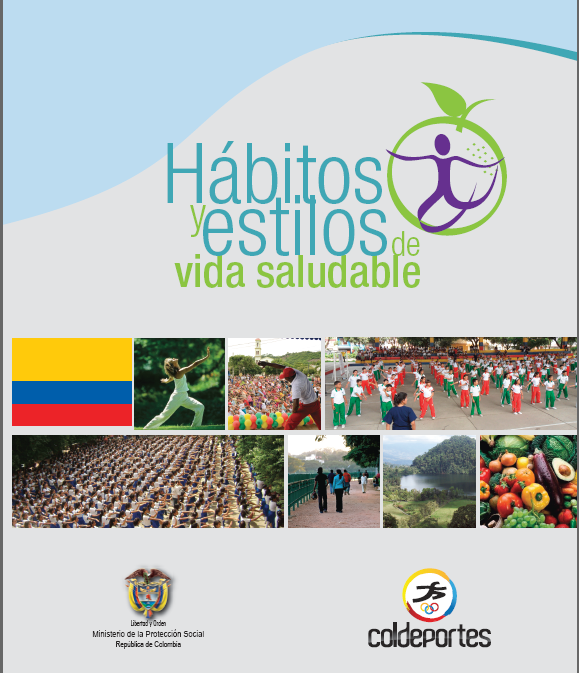 Hábitos
y estilos de
vida saludable
Libertad y Orden
Ministerio de la Protección Social
República de Colombia
coldeportes